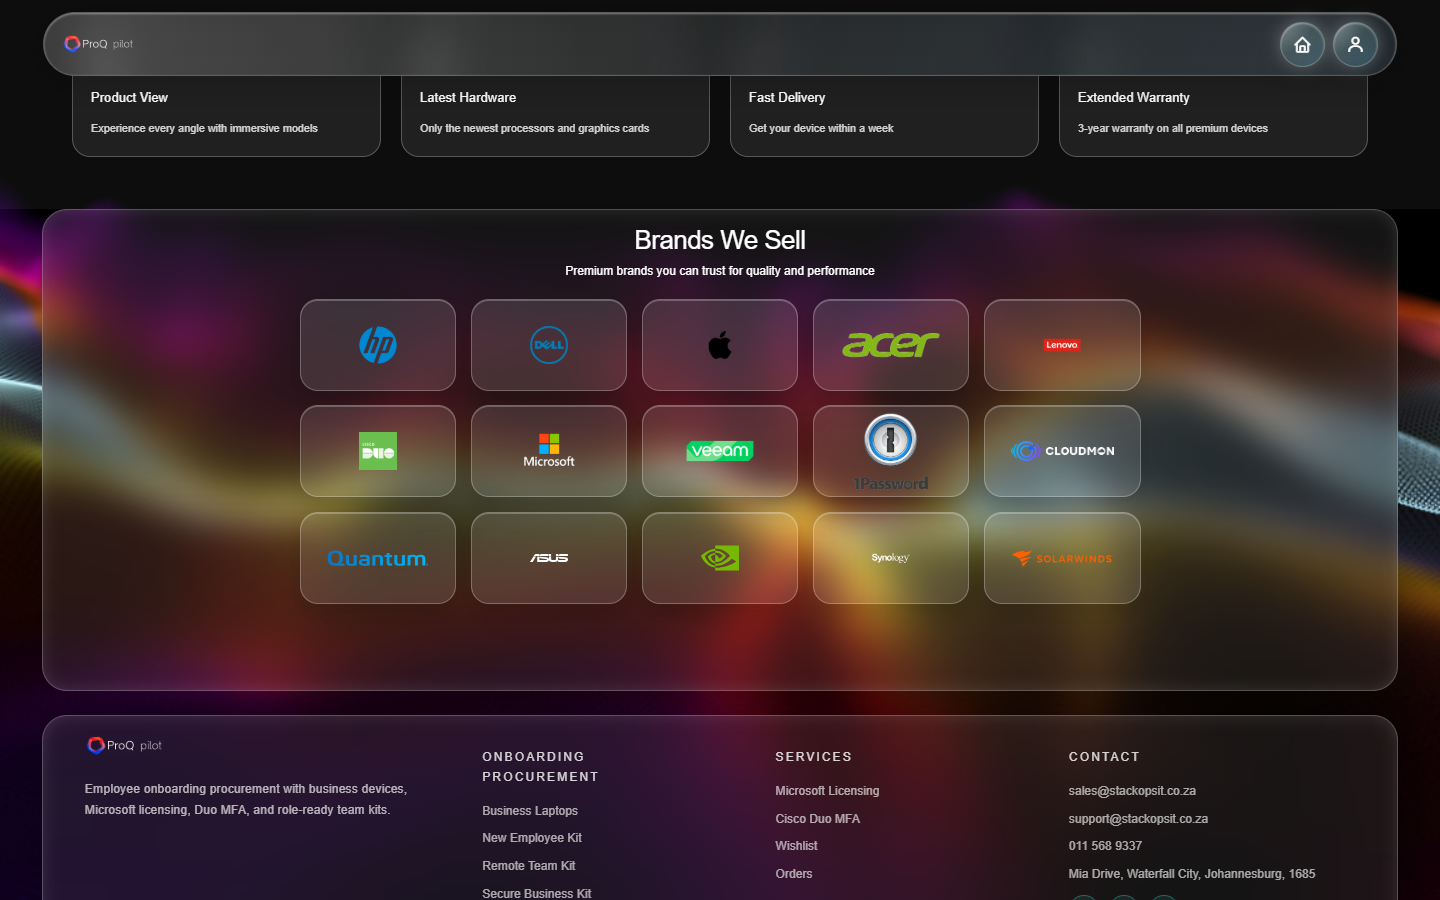 ProQ pilot
Product View
Experience every angle with immersive models
Latest Hardware
Only the newest processors and graphics cards
Fast Delivery
Get your device within a week
Extended Warranty
3-year warranty on all premium devices
Brands We Sell
Premium brands you can trust for quality and performance
hp
DELL
acer
Lenovo
CISCO
DUO
Microsoft
veeam
1Password
CLOUDMON
Quantum
ASUS
Synology
SOLARWINDS
ProQ pilot
Employee onboarding procurement with business devices,
Microsoft licensing, Duo MFA, and role-ready team kits.
ONBOARDING
PROCUREMENT
Business Laptops
New Employee Kit
Remote Team Kit
Secure Business Kit
SERVICES
Microsoft Licensing
Cisco Duo MFA
Wishlist
Orders
CONTACT
sales@stackopsit.co.za
support@stackopsit.co.za
011 568 9337
Mia Drive, Waterfall City, Johannesburg, 1685